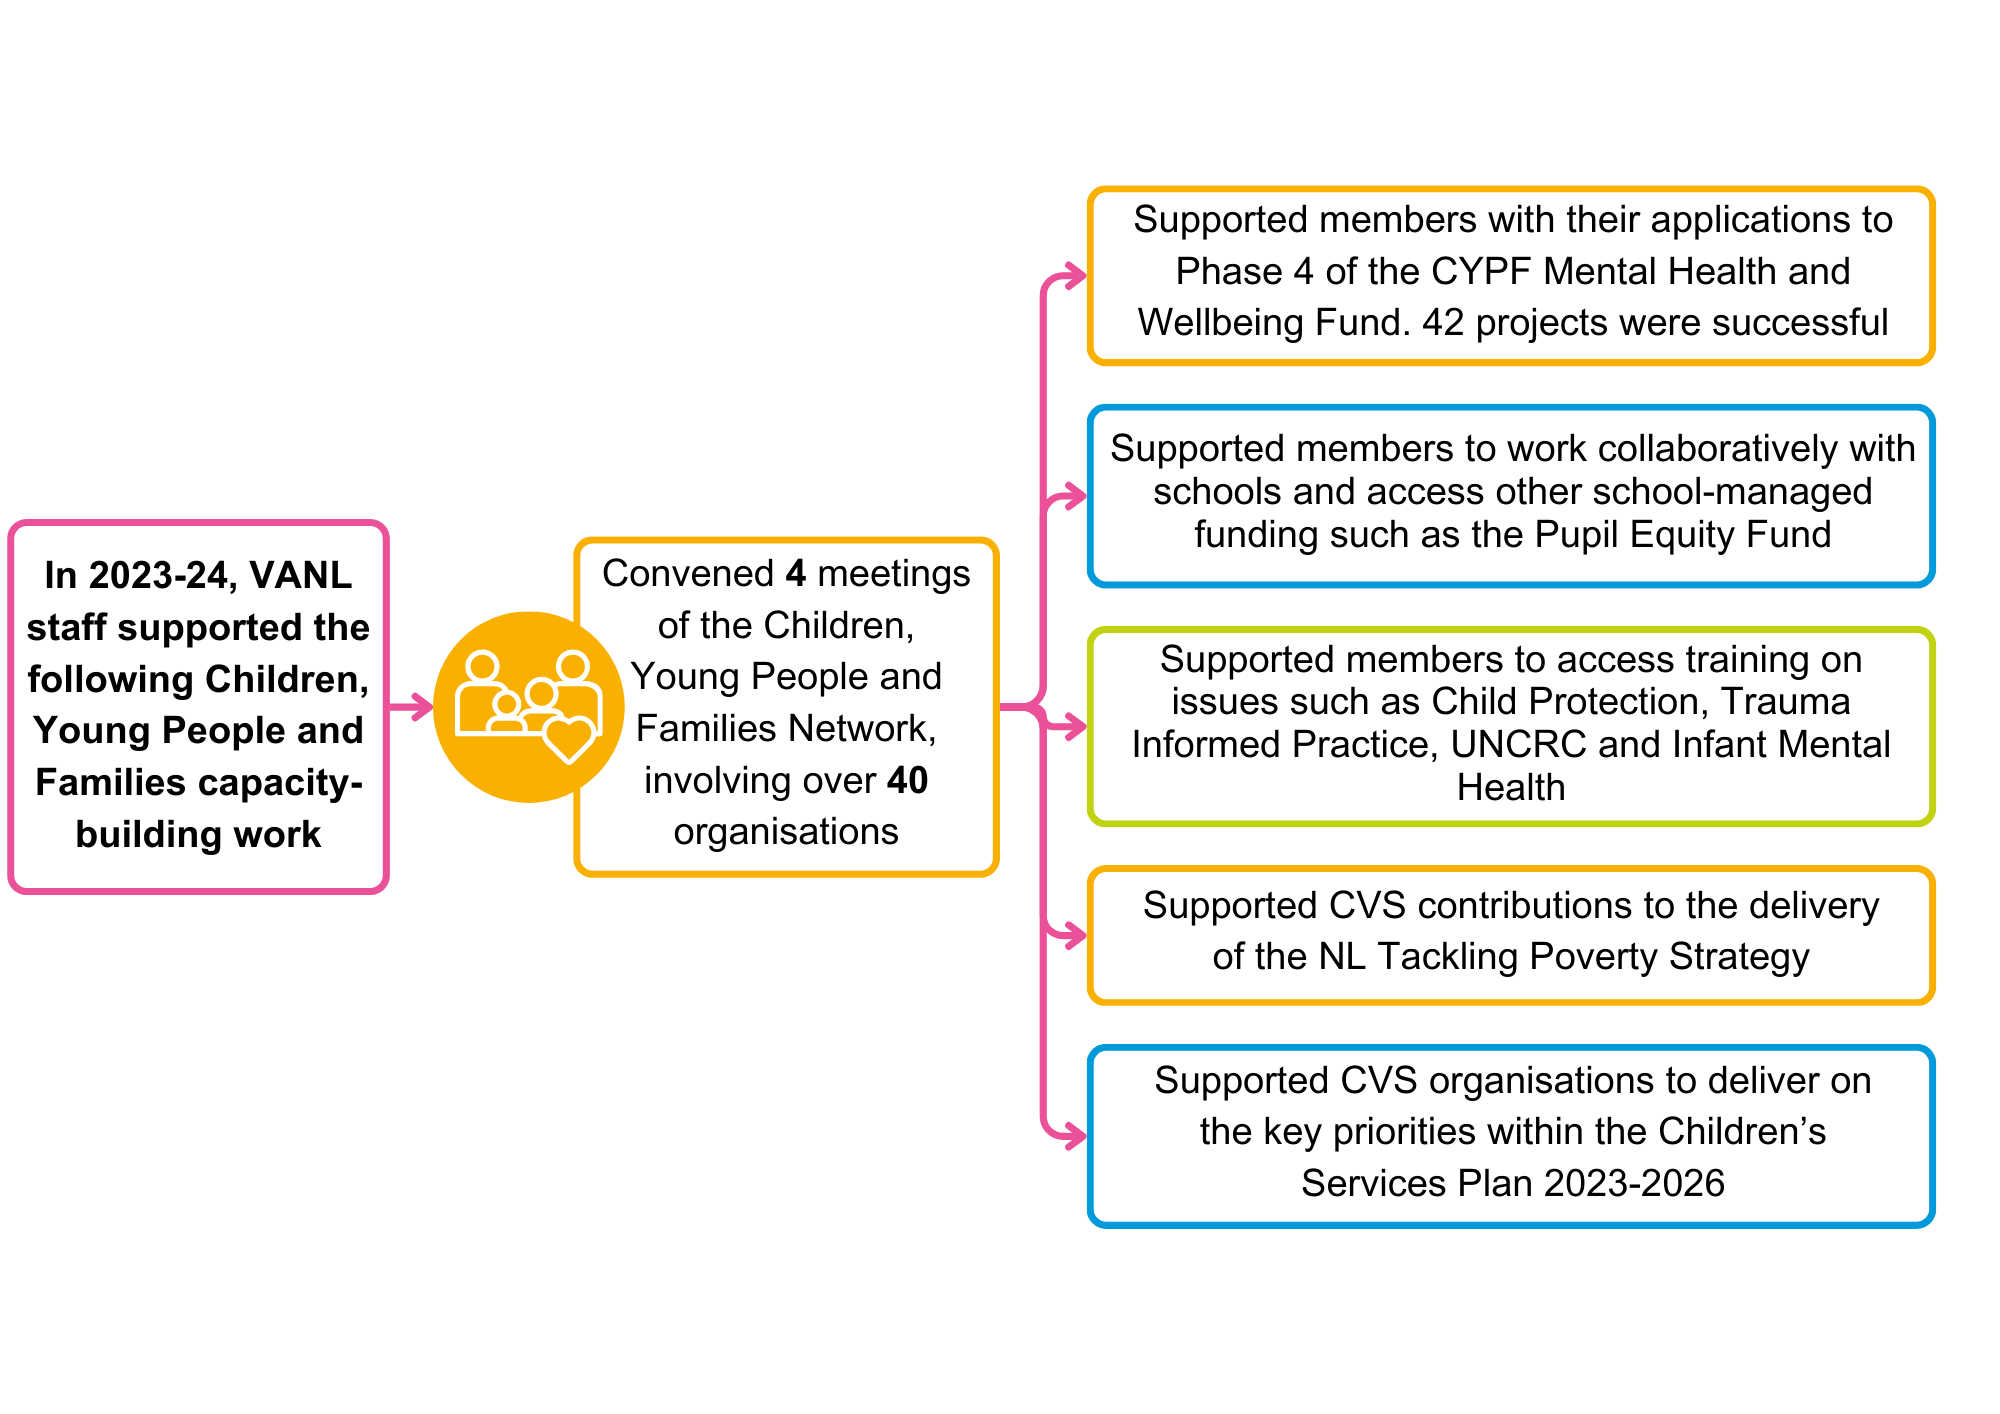 In 2023-24, VANL
staff supported the
following Children,
Young People and
Families capacity-
building work
Convened 4 meetings
of the Children,
Young People and
Families Network,
involving over 40
organisations
Supported members with their applications to
Phase 4 of the CYPF Mental Health and
Wellbeing Fund. 42 projects were successful
Supported members to work collaboratively with
schools and access other school-managed
funding such as the Pupil Equity Fund
Supported members to access training on
issues such as Child Protection, Trauma
Informed Practice, UNCRC and Infant Mental
Health
Supported CVS contributions to the delivery
of the NL Tackling Poverty Strategy
Supported CVS organisations to deliver on
the key priorities within the Children’s
Services Plan 2023-2026